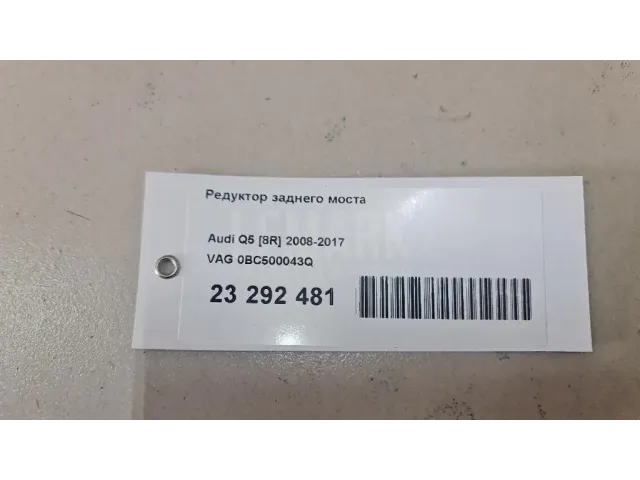 Редуктор заднего моста
Audi Q5 [8R] 2008-2017
VAG 0BC500043Q
23 292 481